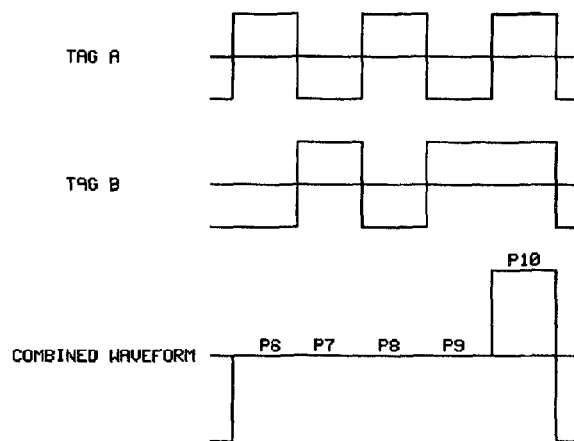 TAG A
TAG B
P10
P6 P7 P8 P9
COMBINED WAVEFORM